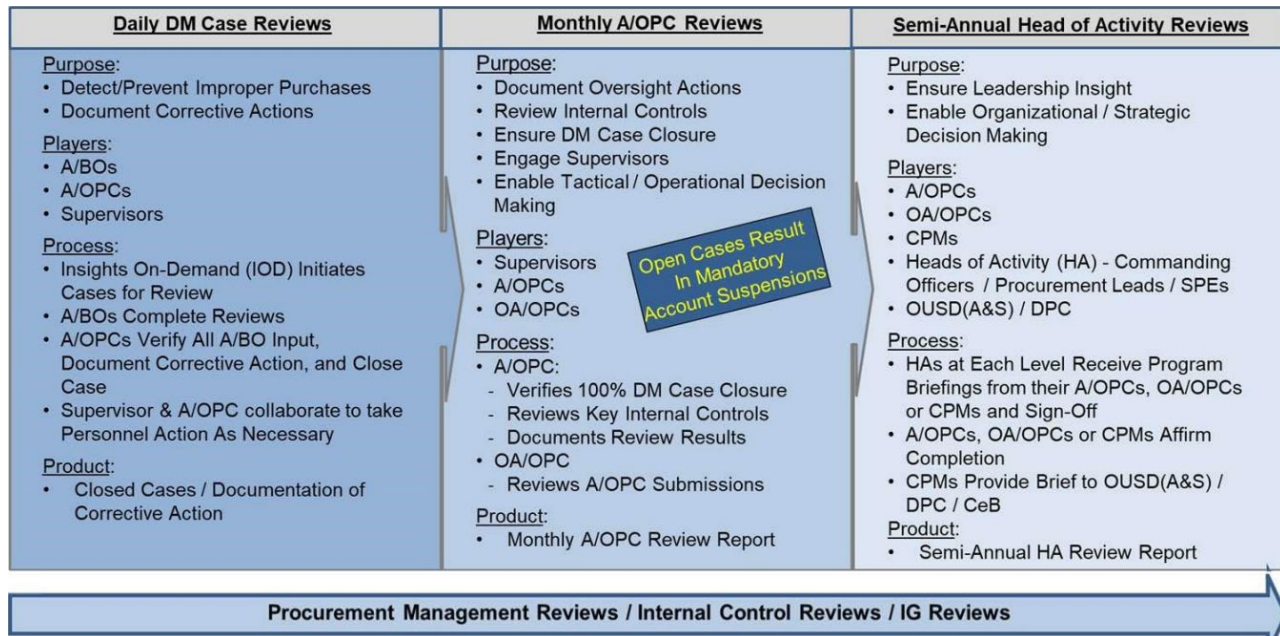 Daily DM Case Reviews
Purpose:
• Detect/Prevent Improper Purchases
• Document Corrective Actions
Players:
• A/BOs
• A/OPCs
• Supervisors
Process:
• Insights On-Demand (IOD) Initiates
Cases for Review
• A/BOs Complete Reviews
• A/OPCs Verify All A/BO Input,
Document Corrective Action, and Close
Case
• Supervisor & A/OPC collaborate to take
Personnel Action As Necessary
Product:
• Closed Cases / Documentation of
Corrective Action
Monthly A/OPC Reviews
Purpose:
• Document Oversight Actions
• Review Internal Controls
• Ensure DM Case Closure
• Engage Supervisors
• Enable Tactical / Operational Decision
Making
Players:
• Supervisors
• A/OPCs
• OA/OPCs
Open Cases Result
In Mandatory
Account Suspensions
Process:
• A/OPC:
- Verifies 100% DM Case Closure
- Reviews Key Internal Controls
- Documents Review Results
• OA/OPC
- Reviews A/OPC Submissions
Product:
• Monthly A/OPC Review Report
Semi-Annual Head of Activity Reviews
Purpose:
• Ensure Leadership Insight
• Enable Organizational / Strategic
Decision Making
Players:
• A/OPCs
• OA/OPCs
• CPMs
• Heads of Activity (HA) - Commanding
Officers / Procurement Leads / SPEs
• OUSD(A&S) / DPC
Process:
• HAs at Each Level Receive Program
Briefings from their A/OPCs, OA/OPCs
or CPMs and Sign-Off
• A/OPCs, OA/OPCs or CPMs Affirm
Completion
• CPMs Provide Brief to OUSD(A&S) /
DPC / CeB
Product:
• Semi-Annual HA Review Report
Procurement Management Reviews / Internal Control Reviews / IG Reviews